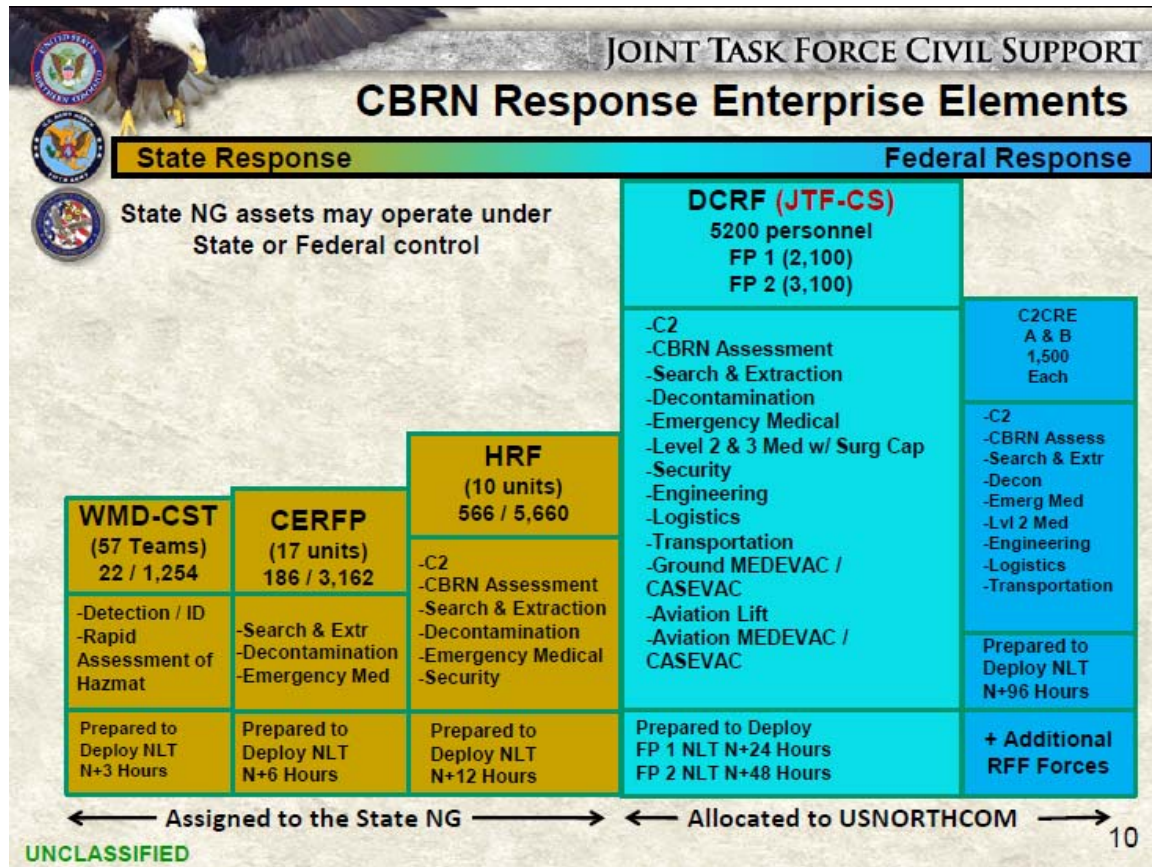 JOINT TASK FORCE CIVIL SUPPORT
CBRN Response Enterprise Elements
State Response
Federal Response
State NG assets may operate under
State or Federal control
WMD-CST
(57 Teams)
22 / 1,254
-Detection / ID
-Rapid
Assessment of
Hazmat
Prepared to
Deploy NLT
N+3 Hours
CERFP
(17 units)
186 / 3,162
-Search & Extr
-Decontamination
-Emergency Med
Prepared to
Deploy NLT
N+6 Hours
HRF
(10 units)
566 / 5,660
-C2
-CBRN Assessment
-Search & Extraction
-Decontamination
-Emergency Medical
-Security
Prepared to
Deploy NLT
N+12 Hours
DCRF (JTF-CS)
5200 personnel
FP 1 (2,100)
FP 2 (3,100)
-C2
-CBRN Assessment
-Search & Extraction
-Decontamination
-Emergency Medical
-Level 2 & 3 Med w/ Surg Cap
-Security
-Engineering
-Logistics
-Transportation
-Ground MEDEVAC /
CASEVAC
-Aviation Lift
-Aviation MEDEVAC /
CASEVAC
Prepared to Deploy
FP 1 NLT N+24 Hours
FP 2 NLT N+48 Hours
C2CRE
A & B
1,500
Each
-C2
-CBRN Assess
-Search & Extr
-Decon
-Emerg Med
-Lvl 2 Med
-Engineering
-Logistics
-Transportation
Prepared to
Deploy NLT
N+96 Hours
+ Additional
RFF Forces
Assigned to the State NG
Allocated to USNORTHCOM
10
UNCLASSIFIED